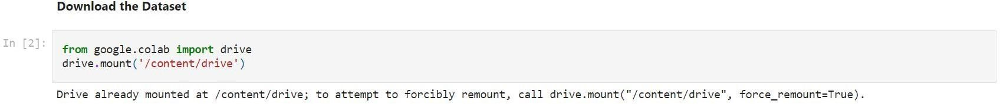 Download the Dataset
In [2]:
from google.colab import drive
drive.mount('/content/drive')
Drive already mounted at /content/drive; to attempt to forcibly remount, call drive.mount("/content/drive", force_remount=True).